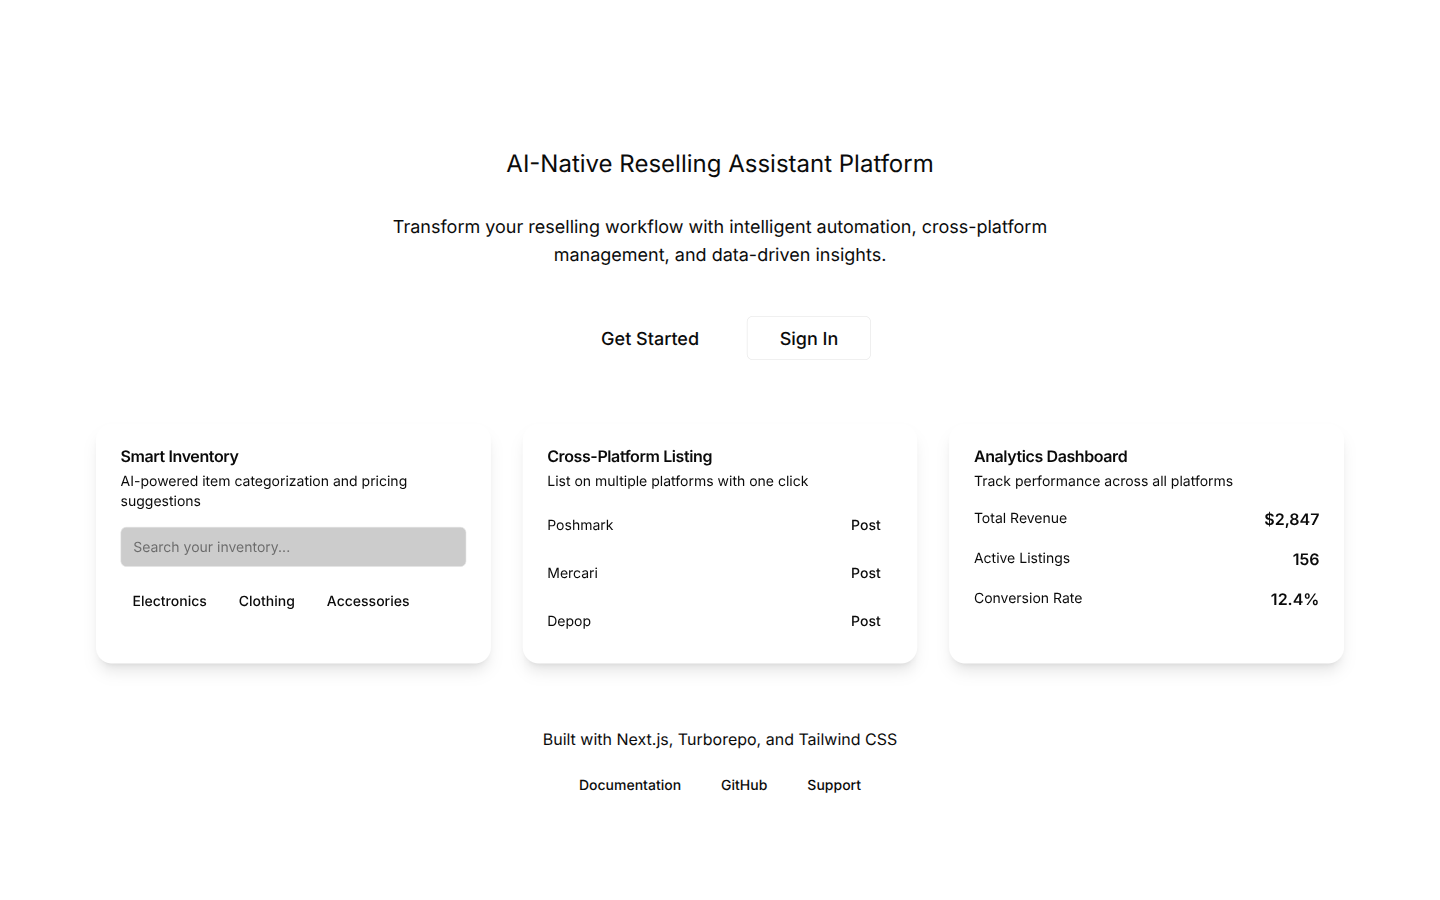 AI-Native Reselling Assistant Platform
Transform your reselling workflow with intelligent automation, cross-platform
management, and data-driven insights.
Get Started
Sign In
Smart Inventory
AI-powered item categorization and pricing
suggestions
Search your inventory...
Electronics Clothing Accessories
Cross-Platform Listing
List on multiple platforms with one click
Poshmark Post
Mercari Post
Depop Post
Analytics Dashboard
Track performance across all platforms
Total Revenue $2,847
Active Listings 156
Conversion Rate 12.4%
Built with Next.js, Turborepo, and Tailwind CSS
Documentation GitHub Support